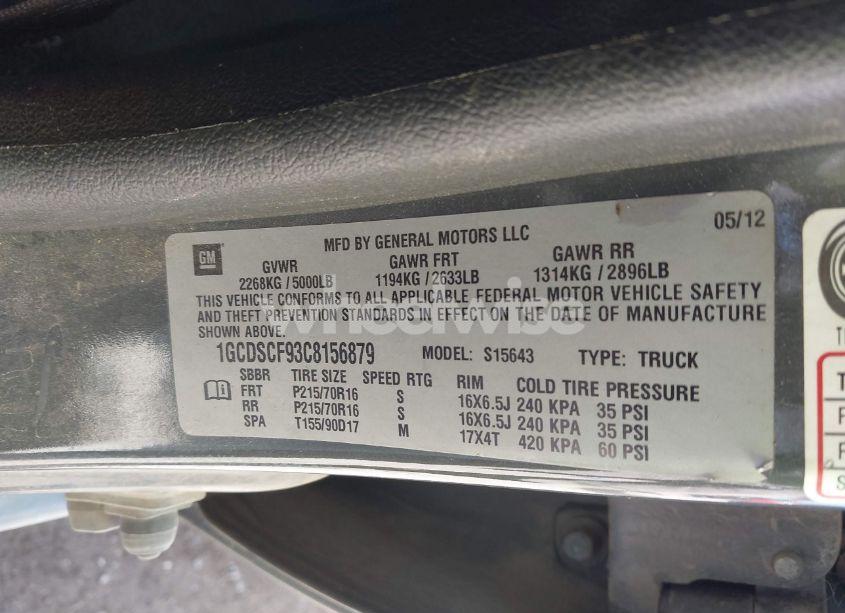 05/12
GM
MFD BY GENERAL MOTORS LLC
GVWR GAWR FRT GAWR RR
2268KG / 5000LB 1194KG / 2633LB 1314KG / 2896LB
THIS VEHICLE CONFORMS TO ALL APPLICABLE FEDERAL MOTOR VEHICLE SAFETY
AND THEFT PREVENTION STANDARDS IN EFFECT ON THE DATE OF MANUFACTURE
SHOWN ABOVE.
wheelwise
1GCDSCF93C8156879 MODEL: S15643 TYPE: TRUCK
SBBR TIRE SIZE SPEED RTG RIM COLD TIRE PRESSURE
FRT P215/70R16 S 16X6.5J 240 KPA 35 PSI
RR P215/70R16 S 16X6.5J 240 KPA 35 PSI
SPA T155/90D17 M 17X4T 420 KPA 60 PSI